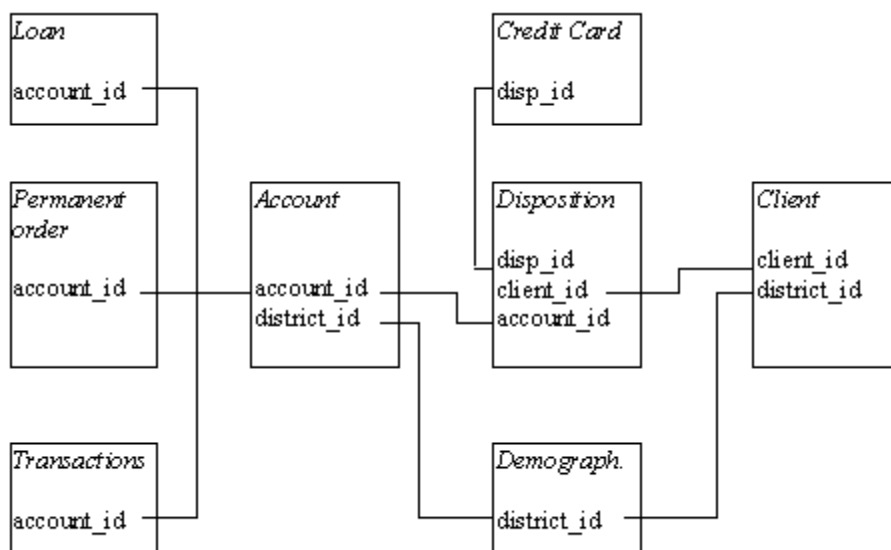 Loan
account_id
Credit Card
disp_id
Permanent
order
account_id
Account
account_id
district_id
Disposition
disp_id
client_id
account_id
Client
client_id
district_id
Transactions
account_id
Demograph.
district_id